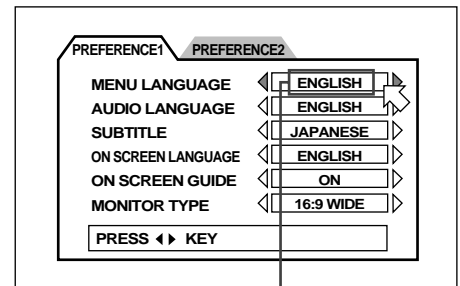 PREFERENCE1 PREFERENCE2
MENU LANGUAGE ENGLISH
AUDIO LANGUAGE ENGLISH
SUBTITLE JAPANESE
ON SCREEN LANGUAGE ENGLISH
ON SCREEN GUIDE ON
MONITOR TYPE 16:9 WIDE
PRESS KEY